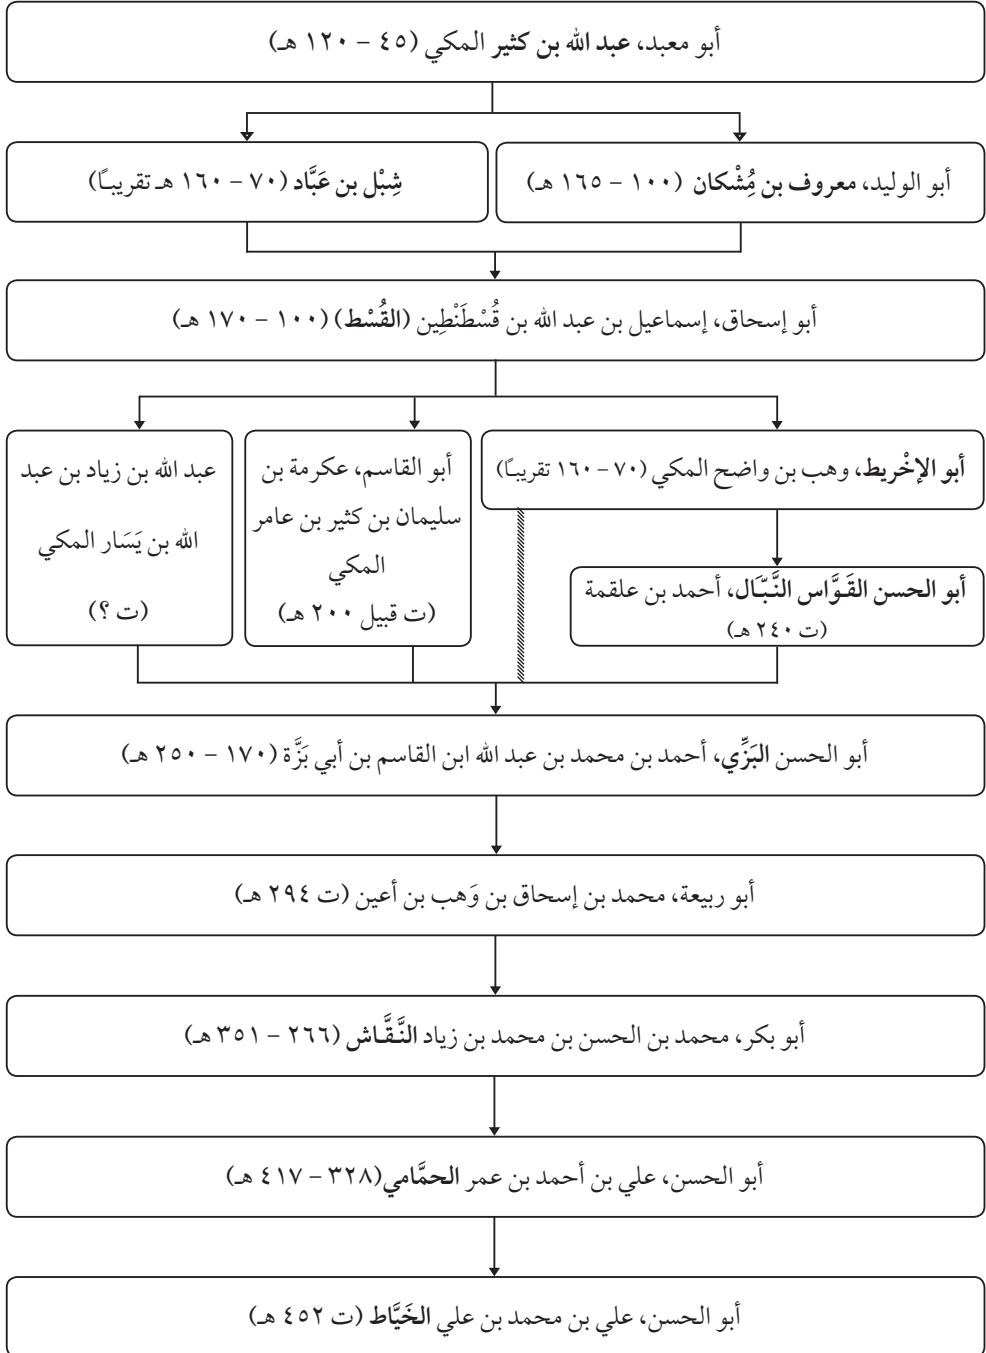 أبو معبد، عبد الله بن كثير المكي (٤٥ – ١٢٠ هـ)
أبو الوليد، معروف بن مُِشْكان (١٠٠ – ١٦٥ هـ)
شِبْل بن عَبَّاد (٧٠ – ١٦٠ هـ تقريبـًا)
أبو إسحاق، إسماعيل بن عبد الله بن قُسْطَنْطِين (القُسْط) (١٠٠ – ١٧٠ هـ)
أبو الإخْريط، وهب بن واضح المكي (٧٠ – ١٦٠ تقريبـًا)
أبو القاسم، عكرمة بن
سليمان بن كثير بن عامر
المكي
(ت قبيل ٢٠٠ هـ)
عبد الله بن زياد بن عبد
الله بن يَسَار المكي
(ت ؟)
أبو الحسن القَـوَّاس النَّـبَّـال، أحمد بن علقمة
(ت ٢٤٠ هـ)
أبو الحسن البَزِّي، أحمد بن محمد بن عبد الله ابن القاسم بن أبي بَزَّة (١٧٠ – ٢٥٠ هـ)
أبو ربيعة، محمد بن إسحاق بن وَهب بن أعين (ت ٢٩٤ هـ)
أبو بكر، محمد بن الحسن بن محمد بن زياد النَّـقَّـاش (٢٦٦ – ٣٥١ هـ)
أبو الحسن، علي بن أحمد بن عمر الحمَّامي(٣٢٨ – ٤١٧ هـ)
أبو الحسن، علي بن محمد بن علي الخَيَّاط (ت ٤٥٢ هـ)